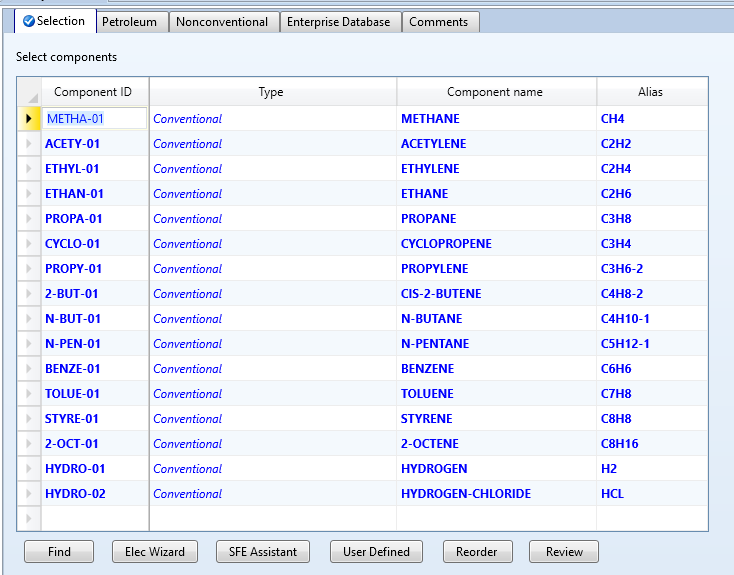 Selection Petroleum Nonconventional Enterprise Database Comments
Select components
Component ID Type Component name Alias
METHA-01 Conventional METHANE CH4
ACETY-01 Conventional ACETYLENE C2H2
ETHYL-01 Conventional ETHYLENE C2H4
ETHAN-01 Conventional ETHANE C2H6
PROPA-01 Conventional PROPANE C3H8
CYCLO-01 Conventional CYCLOPROPENE C3H4
PROPY-01 Conventional PROPYLENE C3H6-2
2-BUT-01 Conventional CIS-2-BUTENE C4H8-2
N-BUT-01 Conventional N-BUTANE C4H10-1
N-PEN-01 Conventional N-PENTANE C5H12-1
BENZE-01 Conventional BENZENE C6H6
TOLUE-01 Conventional TOLUENE C7H8
STYRE-01 Conventional STYRENE C8H8
2-OCT-01 Conventional 2-OCTENE C8H16
HYDRO-01 Conventional HYDROGEN H2
HYDRO-02 Conventional HYDROGEN-CHLORIDE HCL
Find Elec Wizard SFE Assistant User Defined Reorder Review